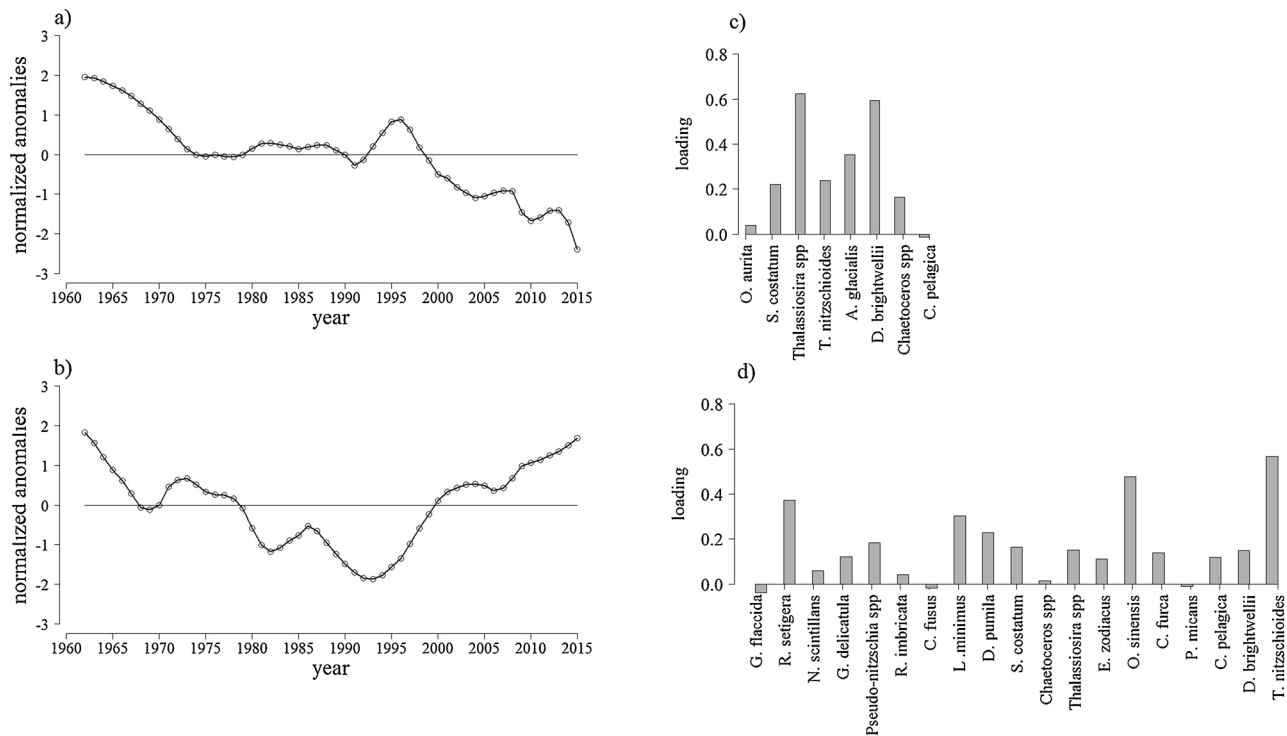 a)
normalized anomalies
3
2
1
0
-1
-2
-3
1960 1965 1970 1975 1980 1985 1990 1995 2000 2005 2010 2015
year
b)
normalized anomalies
3
2
1
0
-1
-2
-3
1960 1965 1970 1975 1980 1985 1990 1995 2000 2005 2010 2015
year
c)
loading
0.8
0.6
0.4
0.2
0.0
O. aurita
S. costatum
Thalassiosira spp
T. nitzschioides
A. glacialis
D. brightwellii
Chaetoceros spp
C. pelagica
d)
loading
0.8
0.6
0.4
0.2
0.0
G. flaccida
R. setigera
N. scintillans
G. delicatula
Pseudo-nitzschia spp
R. imbricata
C. fusus
L .minimus
D. pumila
S. costatum
Chaetoceros spp
Thalassiosira spp
E. zodiacus
O. sinensis
C. furca
P. micans
C. pelagica
D. brightwellii
T. nitzschioides